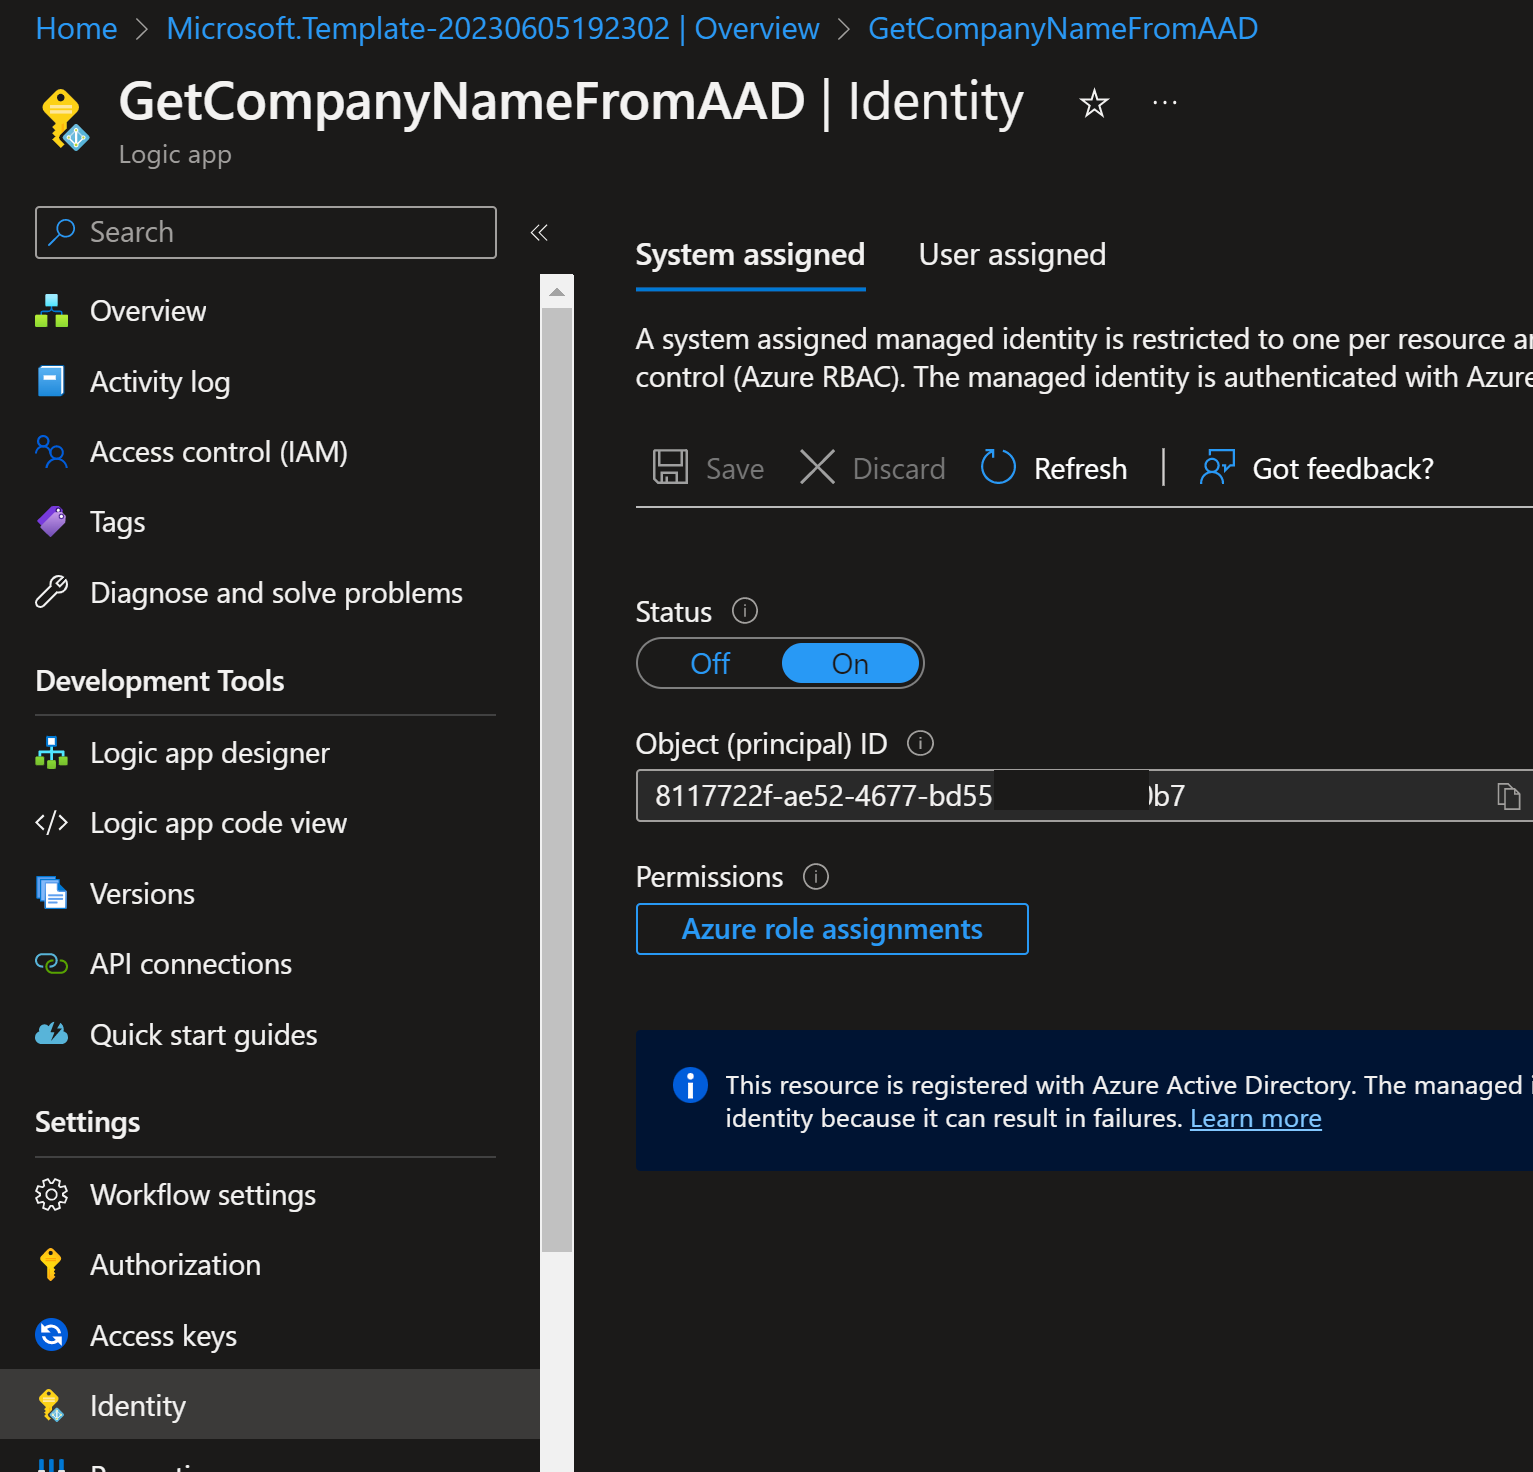 Home > Microsoft.Template-20230605192302 | Overview > GetCompanyNameFromAAD
GetCompanyNameFromAAD | Identity
Logic app
Search
Overview
Activity log
Access control (IAM)
Tags
Diagnose and solve problems
Development Tools
Logic app designer
Logic app code view
Versions
API connections
Quick start guides
Settings
Workflow settings
Authorization
Access keys
Identity
System assigned User assigned
A system assigned managed identity is restricted to one per resource
control (Azure RBAC). The managed identity is authenticated with Azure
Save Discard Refresh | Got feedback?
Status
Off On
Object (principal) ID
8117722f-ae52-4677-bd55 b7
Permissions
Azure role assignments
This resource is registered with Azure Active Directory. The managed
identity because it can result in failures. Learn more